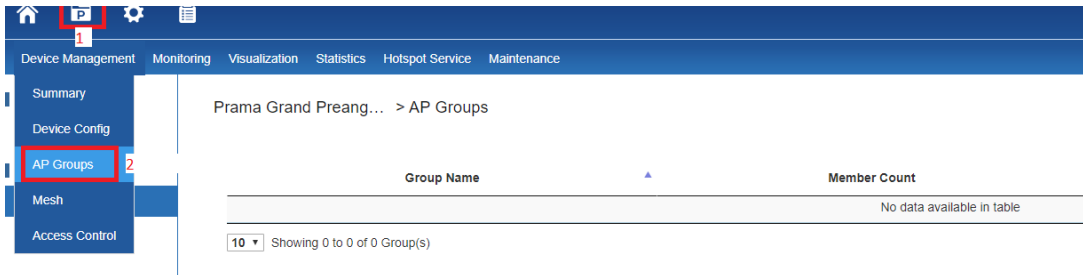 P
1
Device Management Monitoring Visualization Statistics Hotspot Service Maintenance
Summary
Device Config
AP Groups 2
Mesh
Access Control
Prama Grand Preang... > AP Groups
Group Name Member Count
No data available in table
10 Showing 0 to 0 of 0 Group(s)